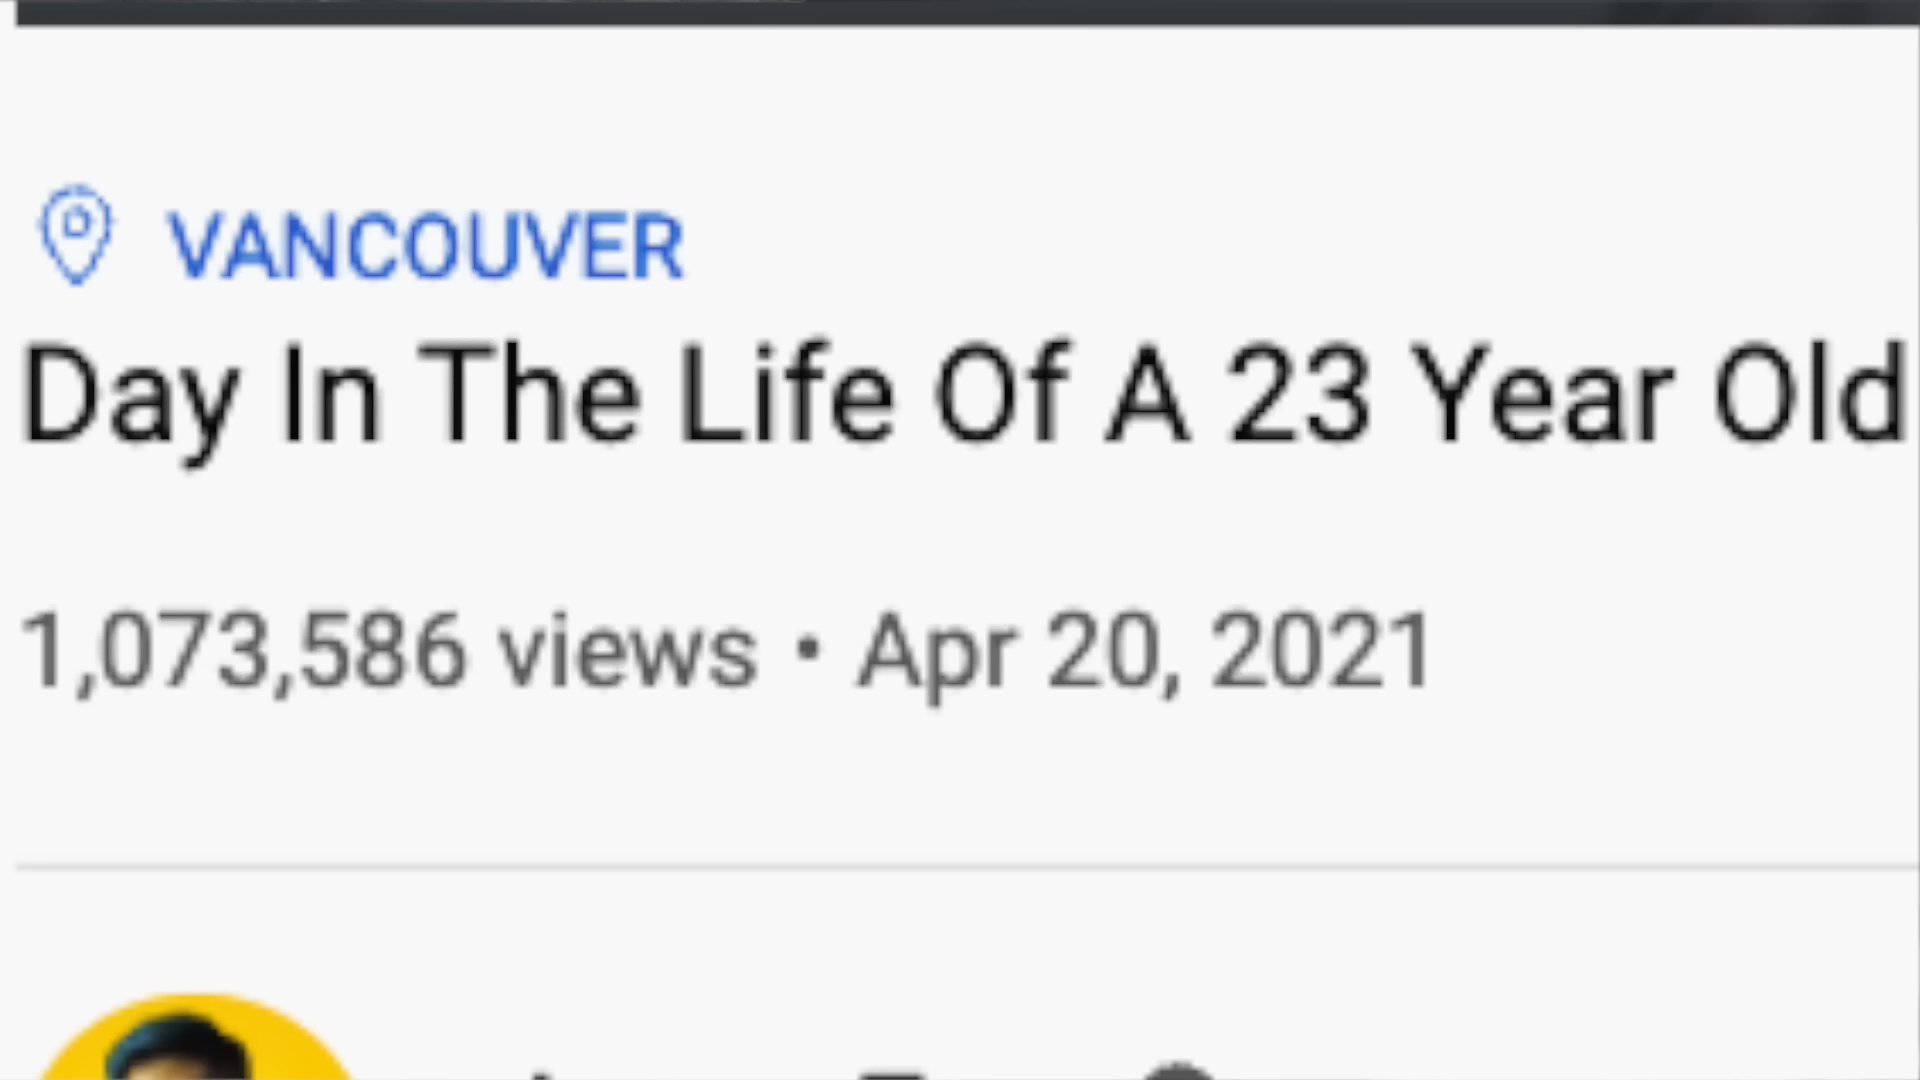 VANCOUVER
Day In The Life Of A 23 Year Old
1,073,586 views • Apr 20, 2021